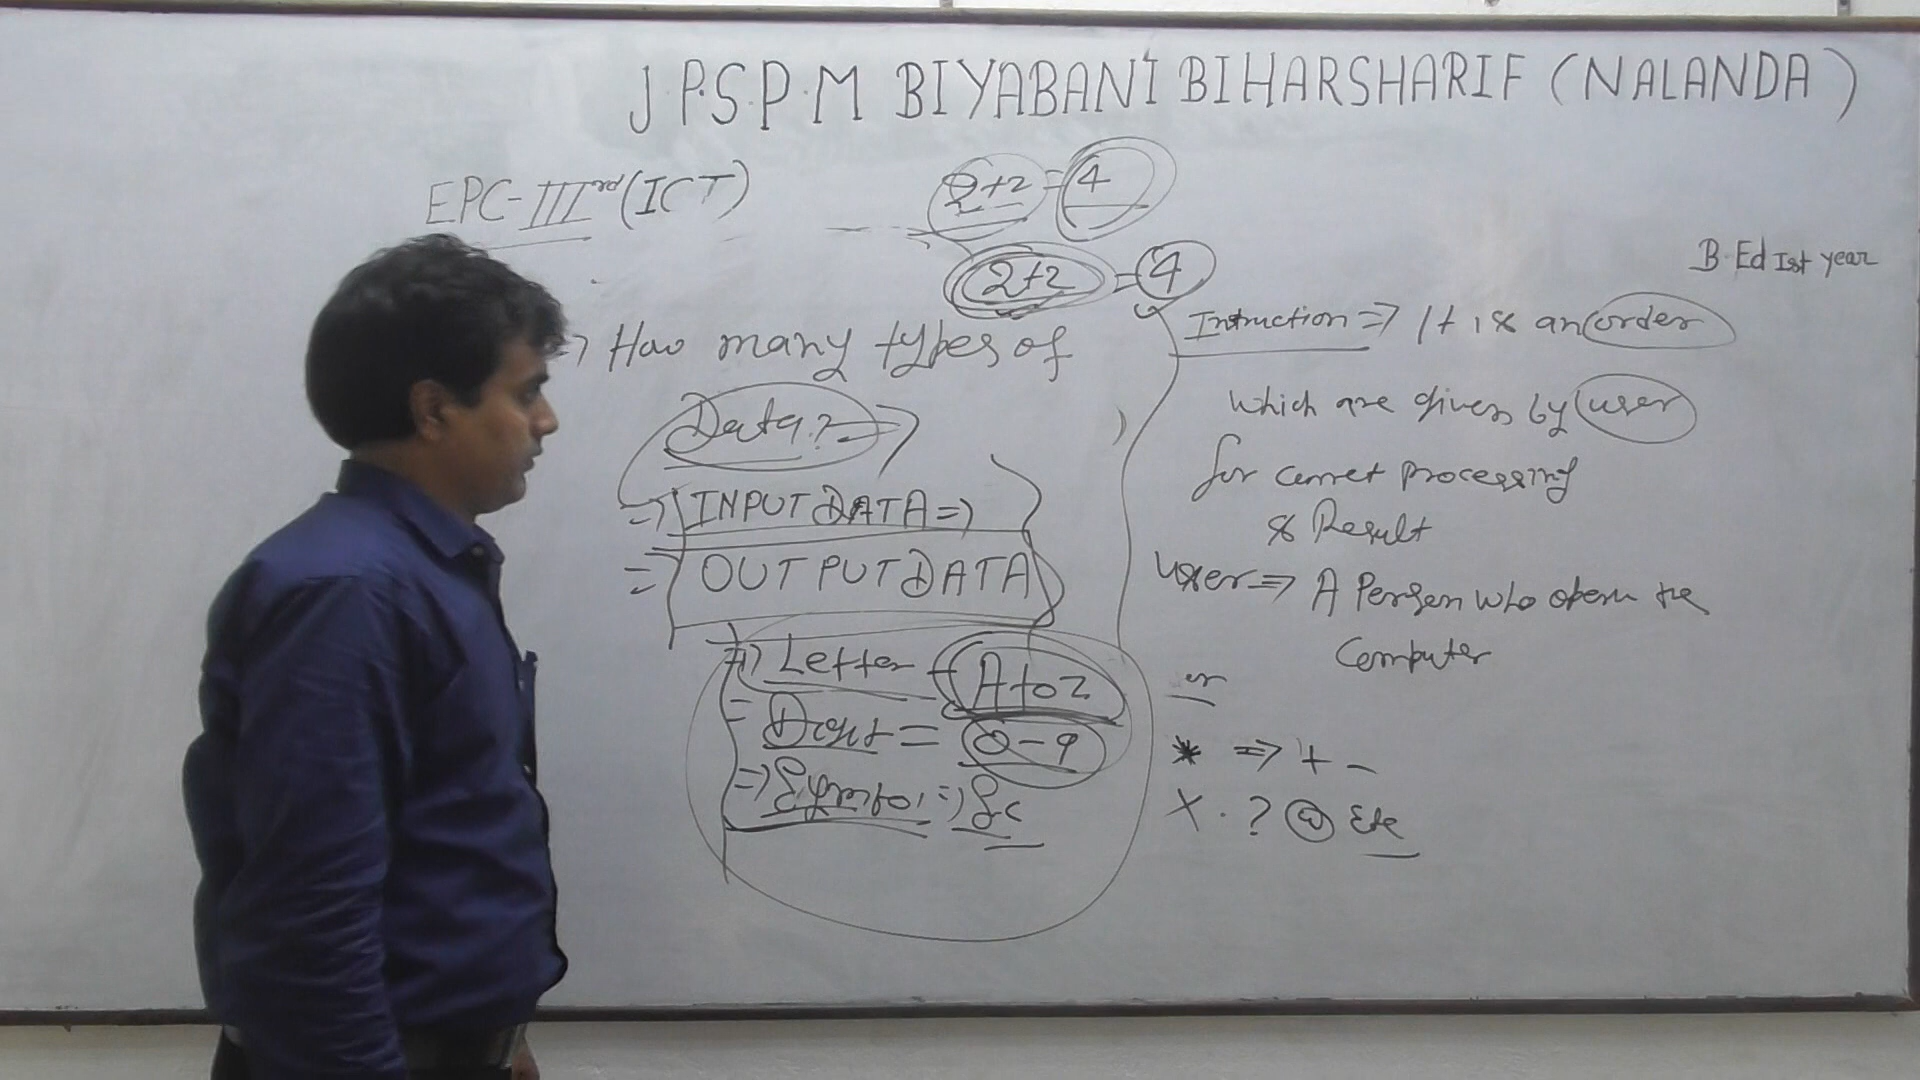 J.P.S.P.M BIYABANI BIHARSHARIF (NALANDA)
EPC-IIIrd (ICT)
2+2=4
2+2=4
B.Ed Ist year
=> How many types of
Data?=>
=> INPUT DATA=>
=> OUTPUT DATA
=> Letter = A to Z
= Digit = 0-9
=> Symbol =>
Intruction => It is an order
which are given by user
for correct processing
& Result
user => A Person who the
Computer
or
* => + -
X . ? @ Etc